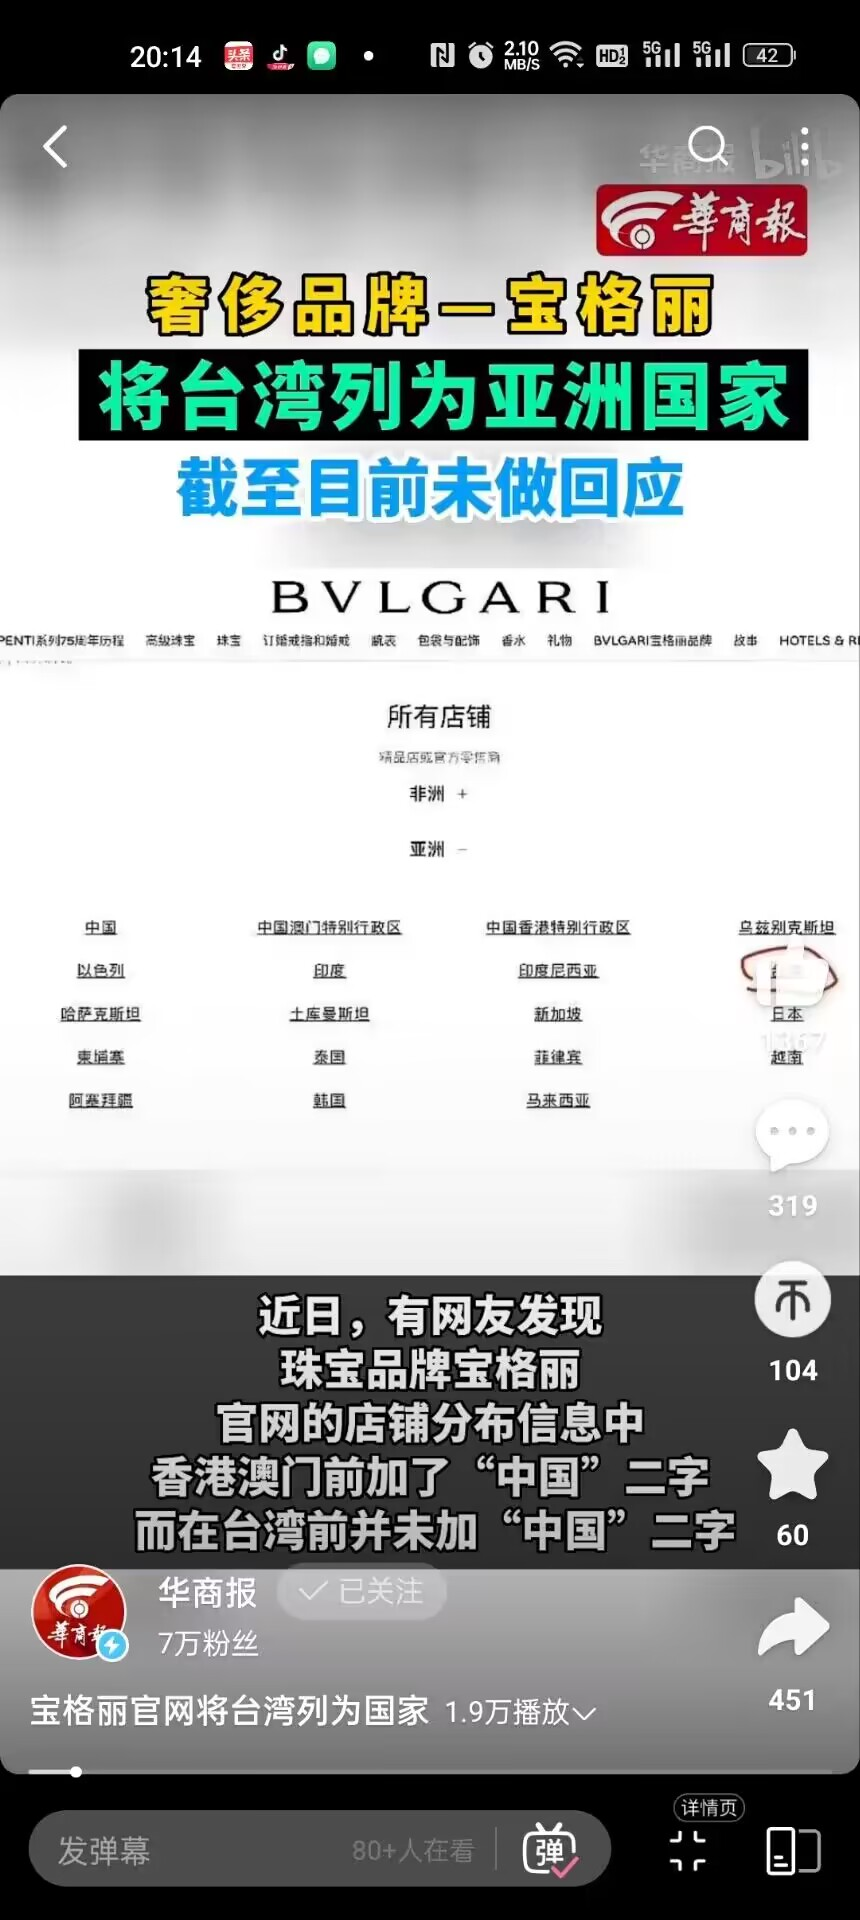 20:14
头条
2.10
MB/S
HD
5G
5G
42
华商报 bilib
華商報
奢侈品牌—宝格丽
将台湾列为亚洲国家
截至目前未做回应
BVLGARI
PENTI系列75周年历程 高级珠宝 珠宝 订婚戒指和婚戒 腕表 包袋与配饰 香水 礼物 BVLGARI宝格丽品牌 故事 HOTELS & RE
所有店铺
精品店或官方零售商
非洲 +
亚洲 −
中国 中国澳门特别行政区 中国香港特别行政区 乌兹别克斯坦
以色列 印度 印度尼西亚
哈萨克斯坦 土库曼斯坦 新加坡 日本
柬埔寨 泰国 菲律宾 越南
阿塞拜疆 韩国 马来西亚
1367
319
104
60
451
近日，有网友发现
珠宝品牌宝格丽
官网的店铺分布信息中
香港澳门前加了“中国”二字
而在台湾前并未加“中国”二字
華商報
华商报 已关注
7万粉丝
宝格丽官网将台湾列为国家 1.9万播放
详情页
发弹幕 80+人在看 弹